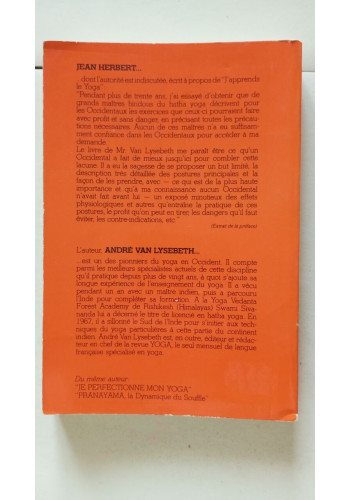 JEAN HERBERT...
...dont l'autorité est indiscutée, écrit à propos de "J'apprends
le Yoga"
"Pendant plus de trente ans, j'ai essayé d'obtenir que de
grands maîtres hindous du hatha yoga décrivent pour
les Occidentaux les exercices que ceux-ci pourraient faire
avec profit et sans danger, en précisant toutes les précau-
tions nécessaires. Aucun de ces maîtres n'a eu suffisam-
ment confiance dans les Occidentaux pour accéder à ma
demande.
Le livre de Mr Van Lysebeth me paraît être ce qu'un
Occidental a fait de mieux jusqu'ici pour combler cette
lacune. Il a eu la sagesse de se proposer un but limité, la
description très détaillée des postures principales et la
façon de les prendre, avec — ce qui est de la plus haute
importance et qu'à ma connaissance aucun Occidental
n'avait fait avant lui — un exposé minutieux des effets
physiologiques et autres qu'entraîne la pratique de ces
postures, le profit qu'on peut en tirer, les dangers qu'il faut
éviter, les contre-indications, etc."
(Extrait de la préface)
L'auteur, ANDRÉ VAN LYSEBETH...
...est un des pionniers du yoga en Occident. Il compte
parmi les meilleurs spécialistes actuels de cette discipline
qu'il pratique depuis plus de vingt ans, à quoi s'ajoute sa
longue expérience de l'enseignement du yoga. Il a vécu
pendant un an avec un maître indien, puis a parcouru
l'Inde pour compléter sa formation. A la Yoga Vedanta
Forest Academy de Rishikesh (Himalayas) Swami Siva-
nanda lui a décerné le titre de licencié en hatha yoga. En
1967, il a sillonné le Sud de l'Inde pour s'initier aux tech-
niques du yoga particulières à cette partie du continent
indien. André Van Lysebeth est, en outre, éditeur et rédac-
teur en chef de la revue YOGA, le seul mensuel de langue
française spécialisé en yoga.
Du même auteur:
"JE PERFECTIONNE MON YOGA"
"PRANAYAMA, la Dynamique du Souffle"